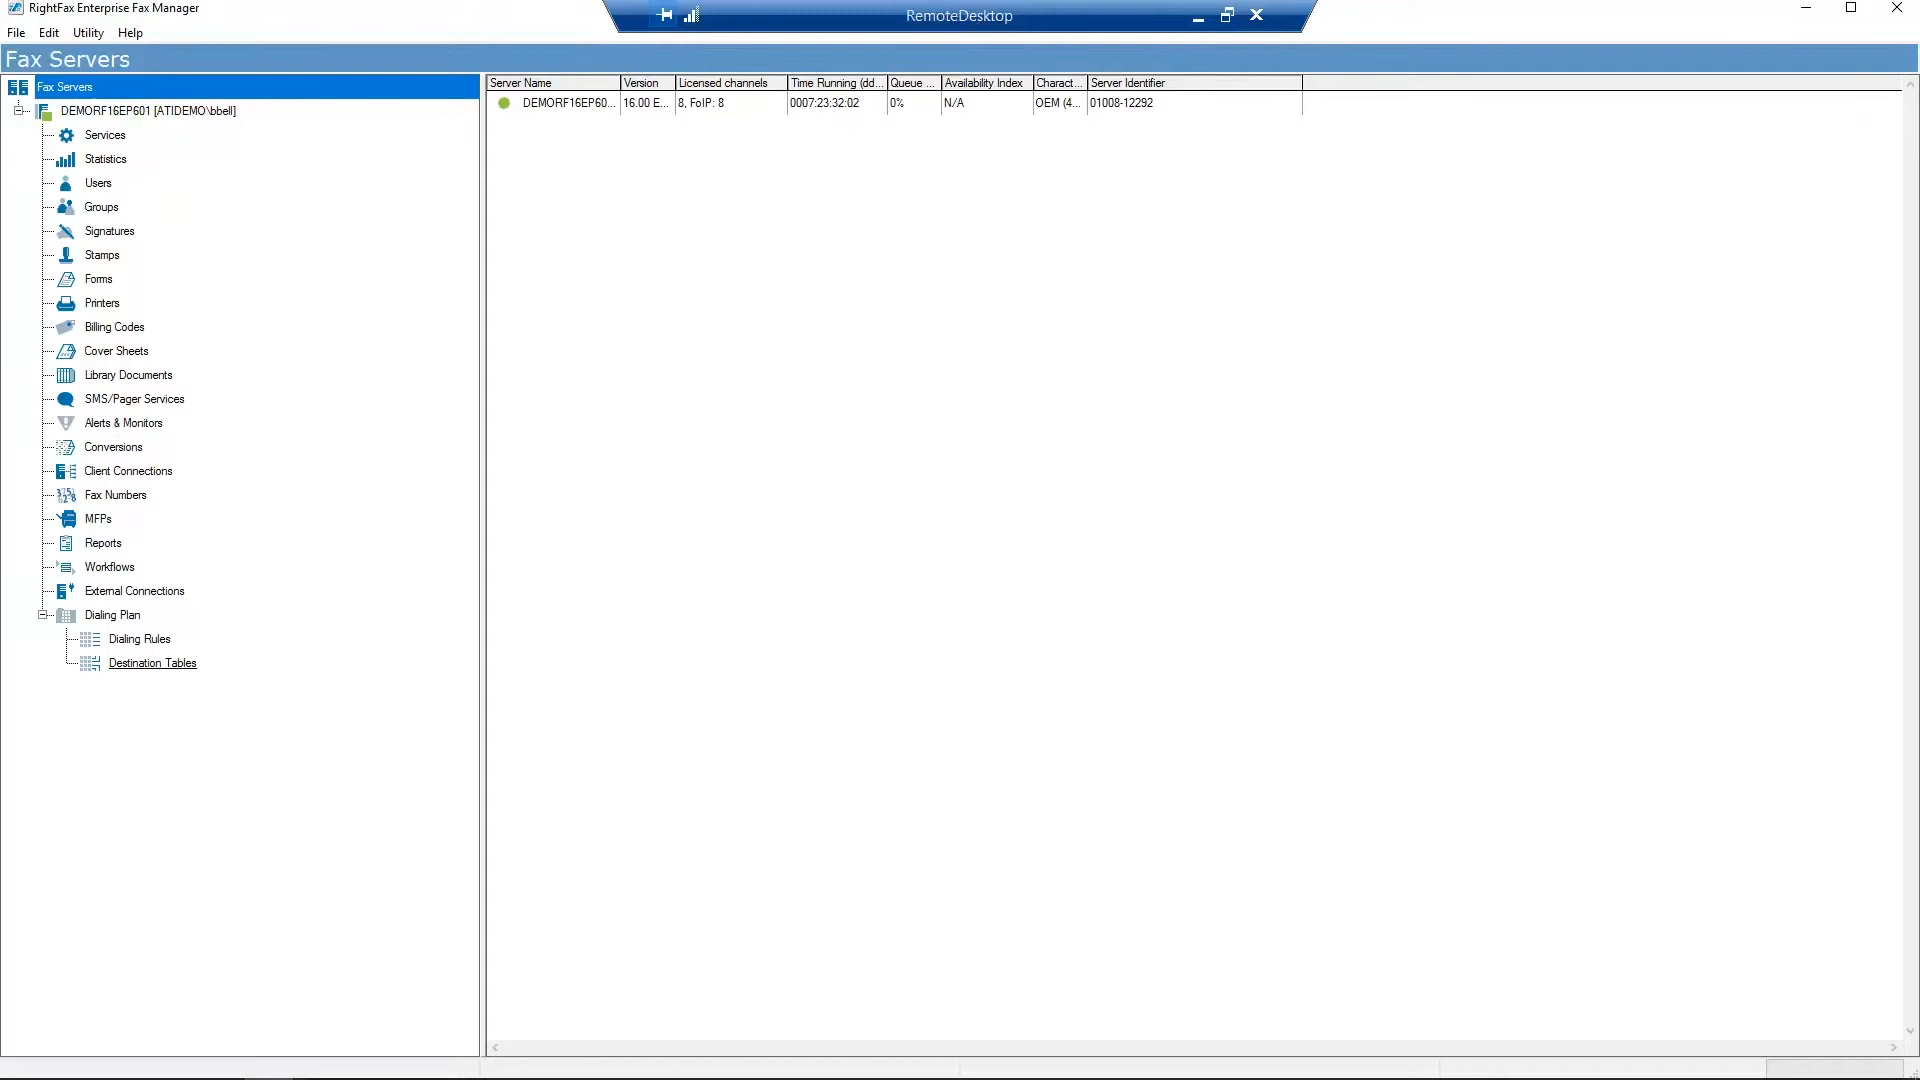 RightFax Enterprise Fax Manager
RemoteDesktop
File Edit Utility Help
Fax Servers
Fax Servers
DEMORF16EP601 [ATIDEMO\bbell]
Services
Statistics
Users
Groups
Signatures
Stamps
Forms
Printers
Billing Codes
Cover Sheets
Library Documents
SMS/Pager Services
Alerts & Monitors
Conversions
Client Connections
Fax Numbers
MFPs
Reports
Workflows
External Connections
Dialing Plan
Dialing Rules
Destination Tables
Server Name Version Licensed channels Time Running (dd... Queue ... Availability Index Charact... Server Identifier
DEMORF16EP60... 16.00 E... 8, FoIP: 8 0007:23:32:02 0% N/A OEM (4... 01008-12292